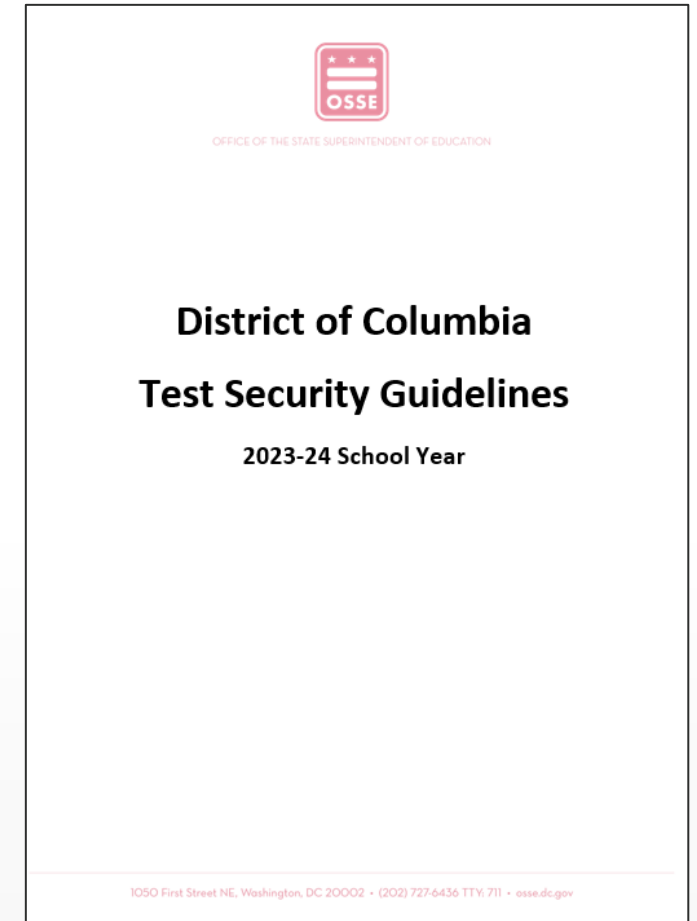 OSSE
OFFICE OF THE STATE SUPERINTENDENT OF EDUCATION
District of Columbia
Test Security Guidelines
2023-24 School Year
1050 First Street NE, Washington, DC 20002 • (202) 727-6436 TTY: 711 • osse.dc.gov